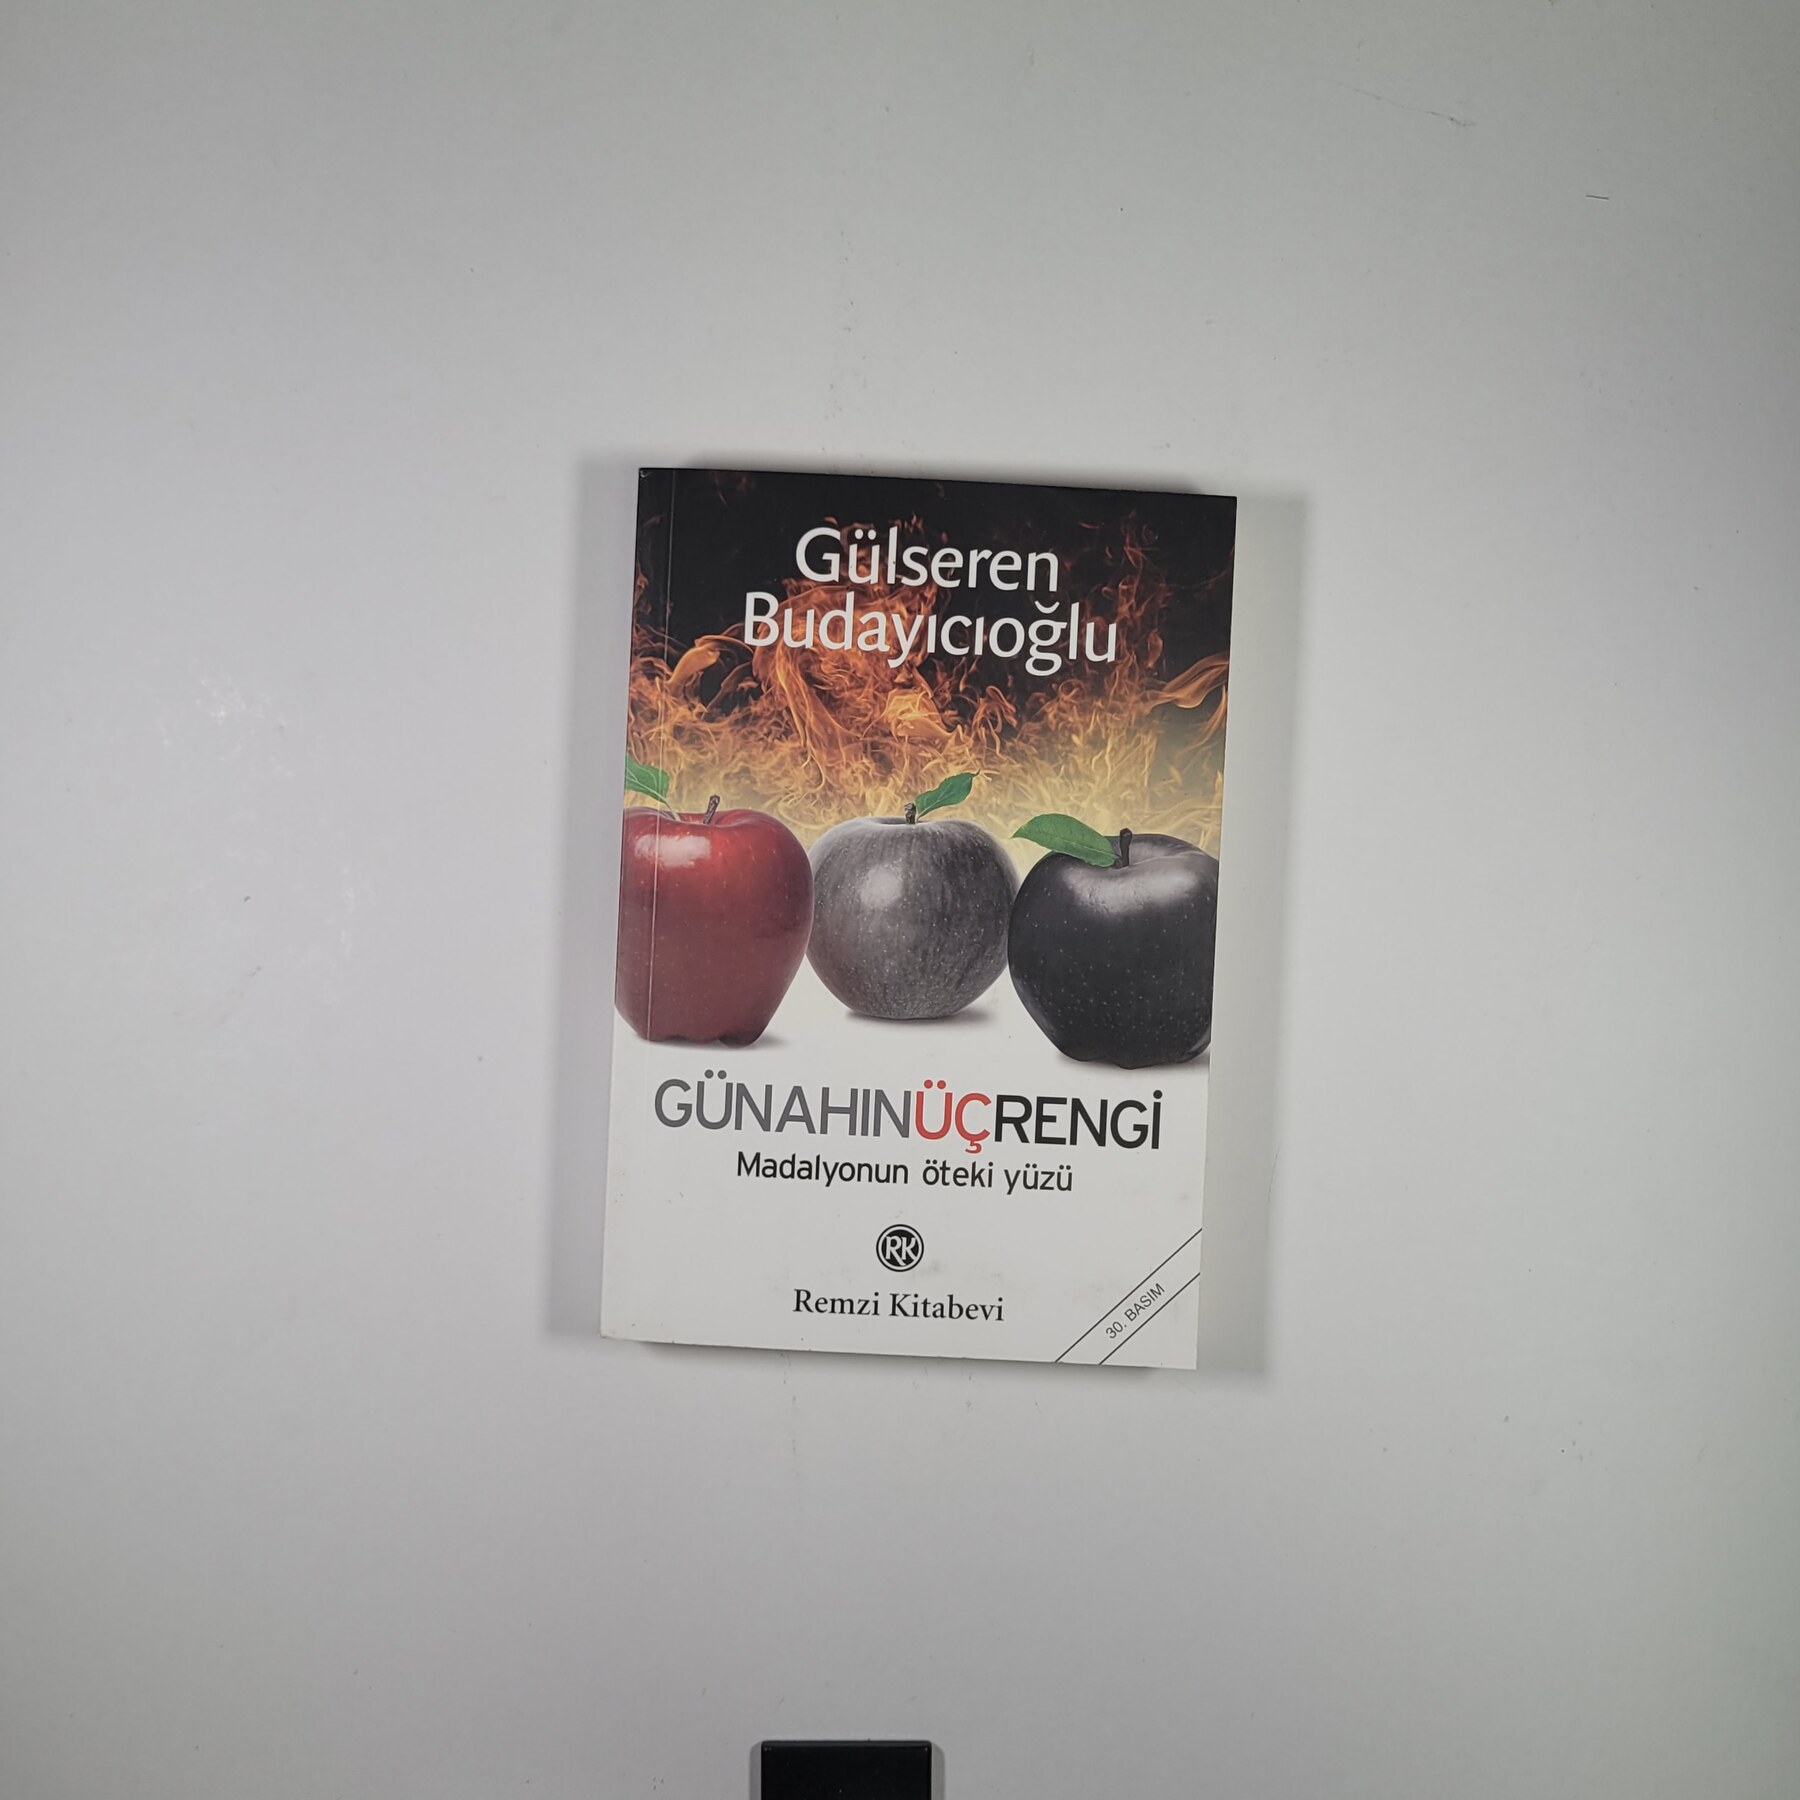 Gülseren
Budayıcıoğlu
GÜNAHINÜÇRENGİ
Madalyonun öteki yüzü
RK
Remzi Kitabevi
30. BASIM